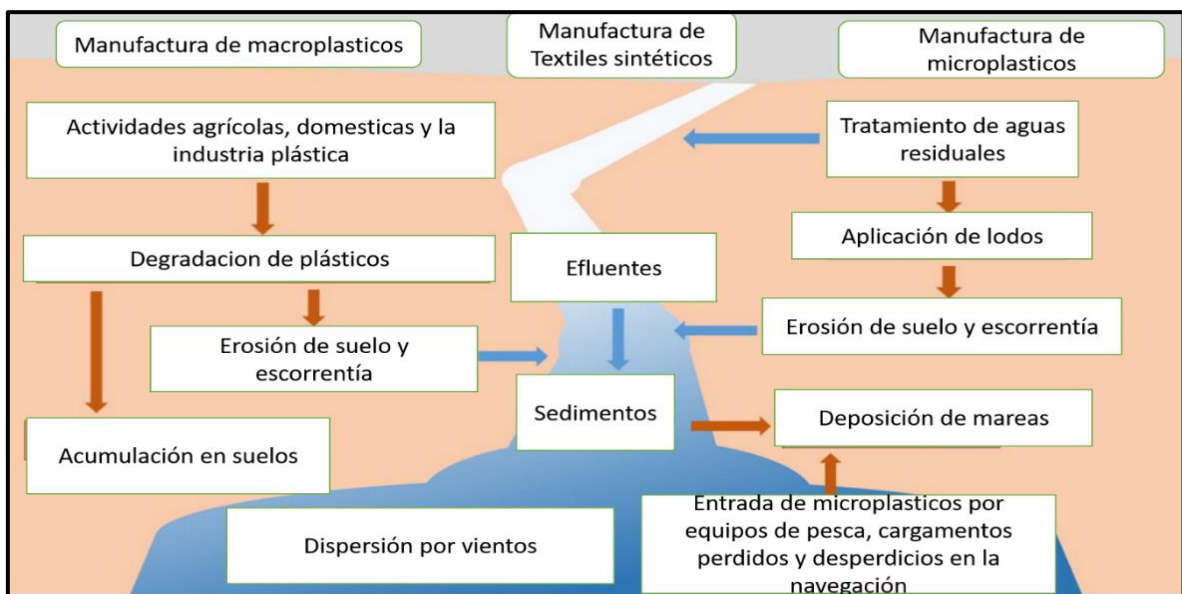 Manufactura de macroplasticos
Manufactura de
Textiles sintéticos
Manufactura de
microplasticos
Actividades agrícolas, domesticas y la
industria plástica
Tratamiento de aguas
residuales
Degradacion de plásticos
Efluentes
Aplicación de lodos
Erosión de suelo y
escorrentía
Erosión de suelo y escorrentía
Sedimentos
Deposición de mareas
Acumulación en suelos
Dispersión por vientos
Entrada de microplasticos por
equipos de pesca, cargamentos
perdidos y desperdicios en la
navegación